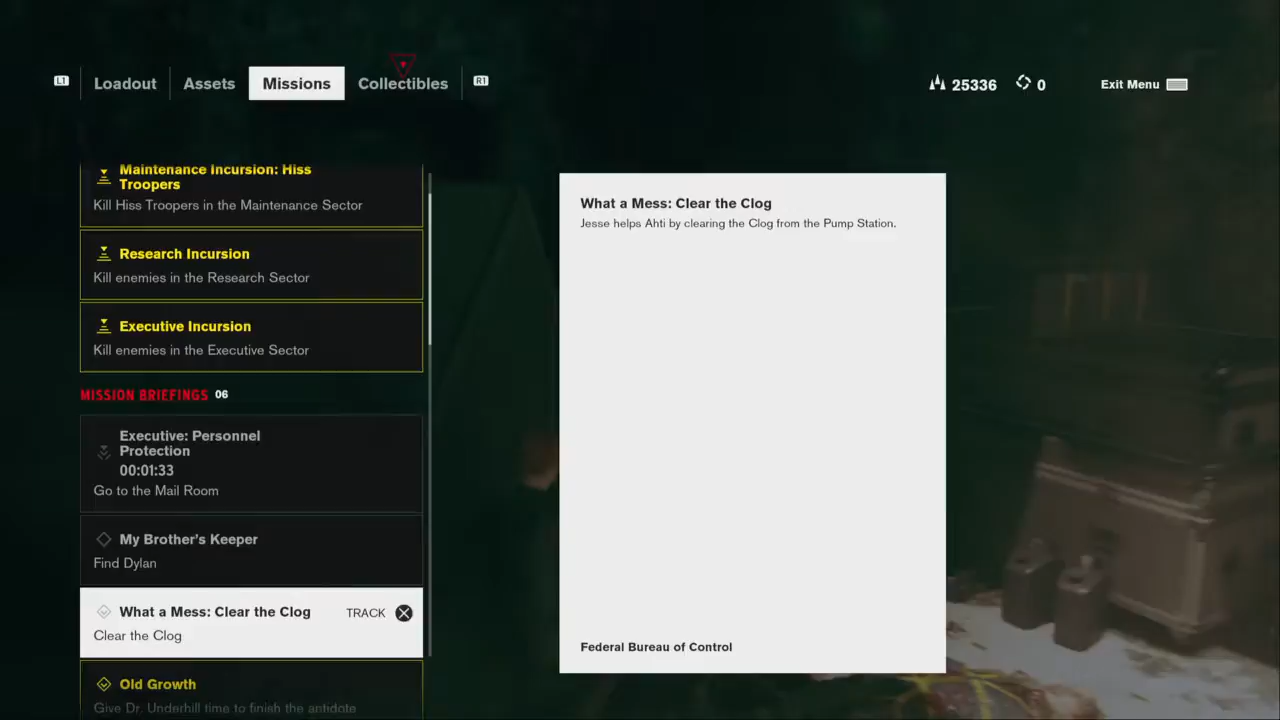 L1
Loadout
Assets
Missions
Collectibles
R1
25336
0
Exit Menu
Maintenance Incursion: Hiss
Troopers
Kill Hiss Troopers in the Maintenance Sector
Research Incursion
Kill enemies in the Research Sector
Executive Incursion
Kill enemies in the Executive Sector
MISSION BRIEFINGS 06
Executive: Personnel
Protection
00:01:33
Go to the Mail Room
My Brother's Keeper
Find Dylan
What a Mess: Clear the Clog
TRACK
Clear the Clog
Old Growth
Give Dr. Underhill time to finish the antidote
What a Mess: Clear the Clog
Jesse helps Ahti by clearing the Clog from the Pump Station.
Federal Bureau of Control